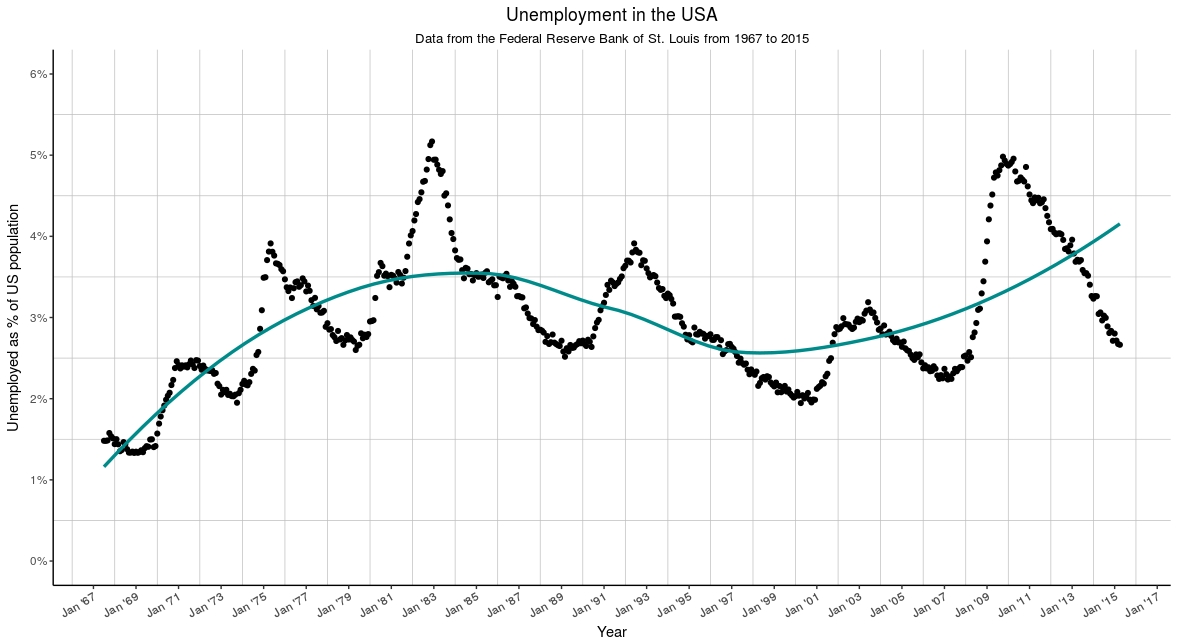 Unemployment in the USA
Data from the Federal Reserve Bank of St. Louis from 1967 to 2015
Unemployed as % of US population
6%
5%
4%
3%
2%
1%
0%
Jan '67 Jan '69 Jan '71 Jan '73 Jan '75 Jan '77 Jan '79 Jan '81 Jan '83 Jan '85 Jan '87 Jan '89 Jan '91 Jan '93 Jan '95 Jan '97 Jan '99 Jan '01 Jan '03 Jan '05 Jan '07 Jan '09 Jan '11 Jan '13 Jan '15 Jan '17
Year